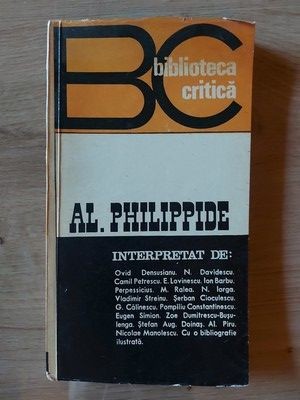 BC
biblioteca
critică
AL. PHILIPPIDE
INTERPRETAT DE:
Ovid Densusianu. N. Davidescu.
Camil Petrescu. E. Lovinescu. Ion Barbu.
Perpessicius. M. Ralea. N. Iorga.
Vladimir Streinu. Șerban Cioculescu.
G. Călinescu. Pompiliu Constantinescu.
Eugen Simion. Zoe Dumitrescu-Bușu-
lenga. Ștefan Aug. Doinaș. Al. Piru.
Nicolae Manolescu. Cu o bibliografie
ilustrată.